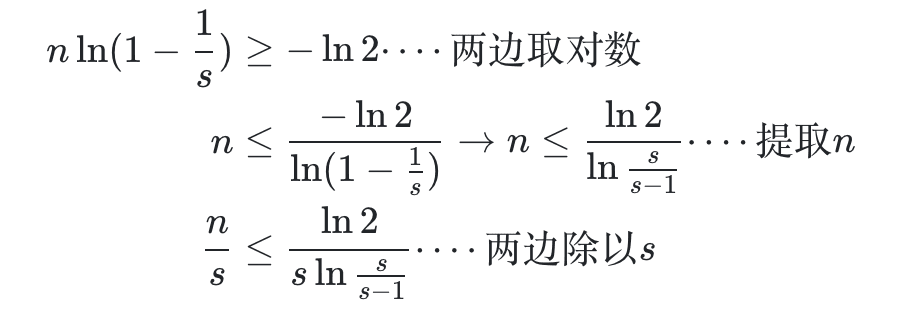 n ln(1 − 1/s) ≥ − ln 2···· 两边取对数
n ≤ − ln 2 / ln(1 − 1/s) → n ≤ ln 2 / ln s/(s−1) ···· 提取n
n/s ≤ ln 2 / s ln s/(s−1) ···· 两边除以s